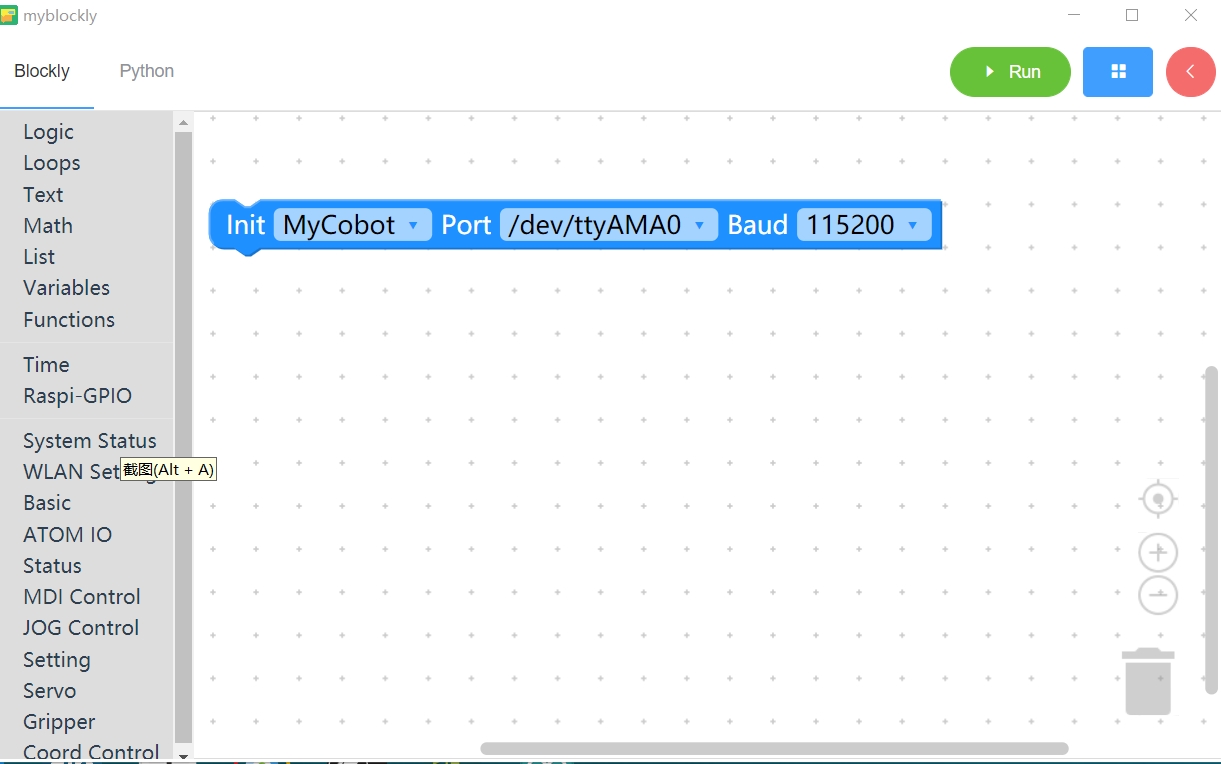 myblockly
Blockly Python
Run
Logic
Loops
Text
Math
List
Variables
Functions
Time
Raspi-GPIO
System Status
WLAN Set
截图(Alt + A)
Basic
ATOM IO
Status
MDI Control
JOG Control
Setting
Servo
Gripper
Coord Control
Init MyCobot Port /dev/ttyAMA0 Baud 115200